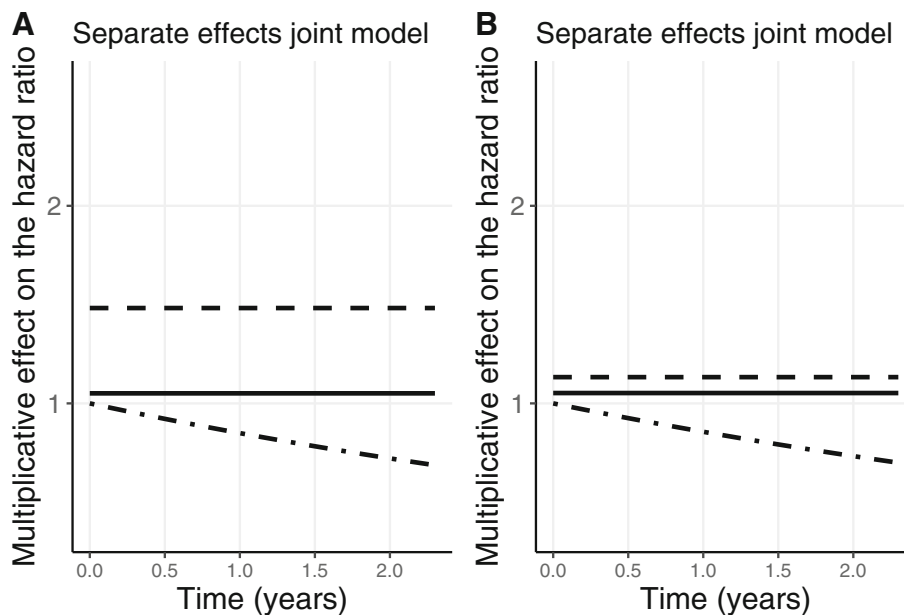 A Separate effects joint model
Multiplicative effect on the hazard ratio
2
1
0.0 0.5 1.0 1.5 2.0
Time (years)
B Separate effects joint model
Multiplicative effect on the hazard ratio
2
1
0.0 0.5 1.0 1.5 2.0
Time (years)